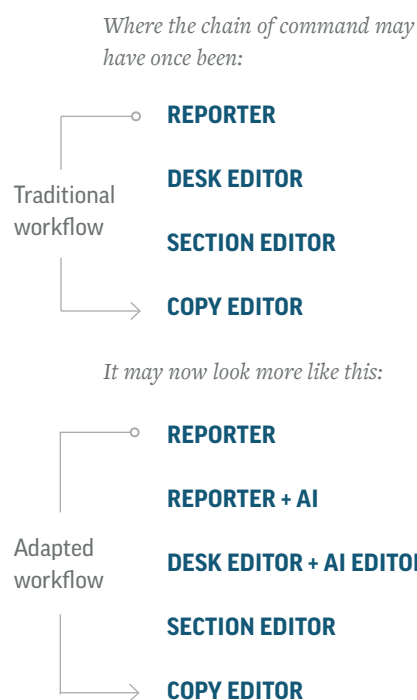 Where the chain of command may
have once been:
REPORTER
DESK EDITOR
Traditional
workflow
SECTION EDITOR
COPY EDITOR
It may now look more like this:
REPORTER
REPORTER + AI
Adapted
workflow
DESK EDITOR + AI EDITOR
SECTION EDITOR
COPY EDITOR